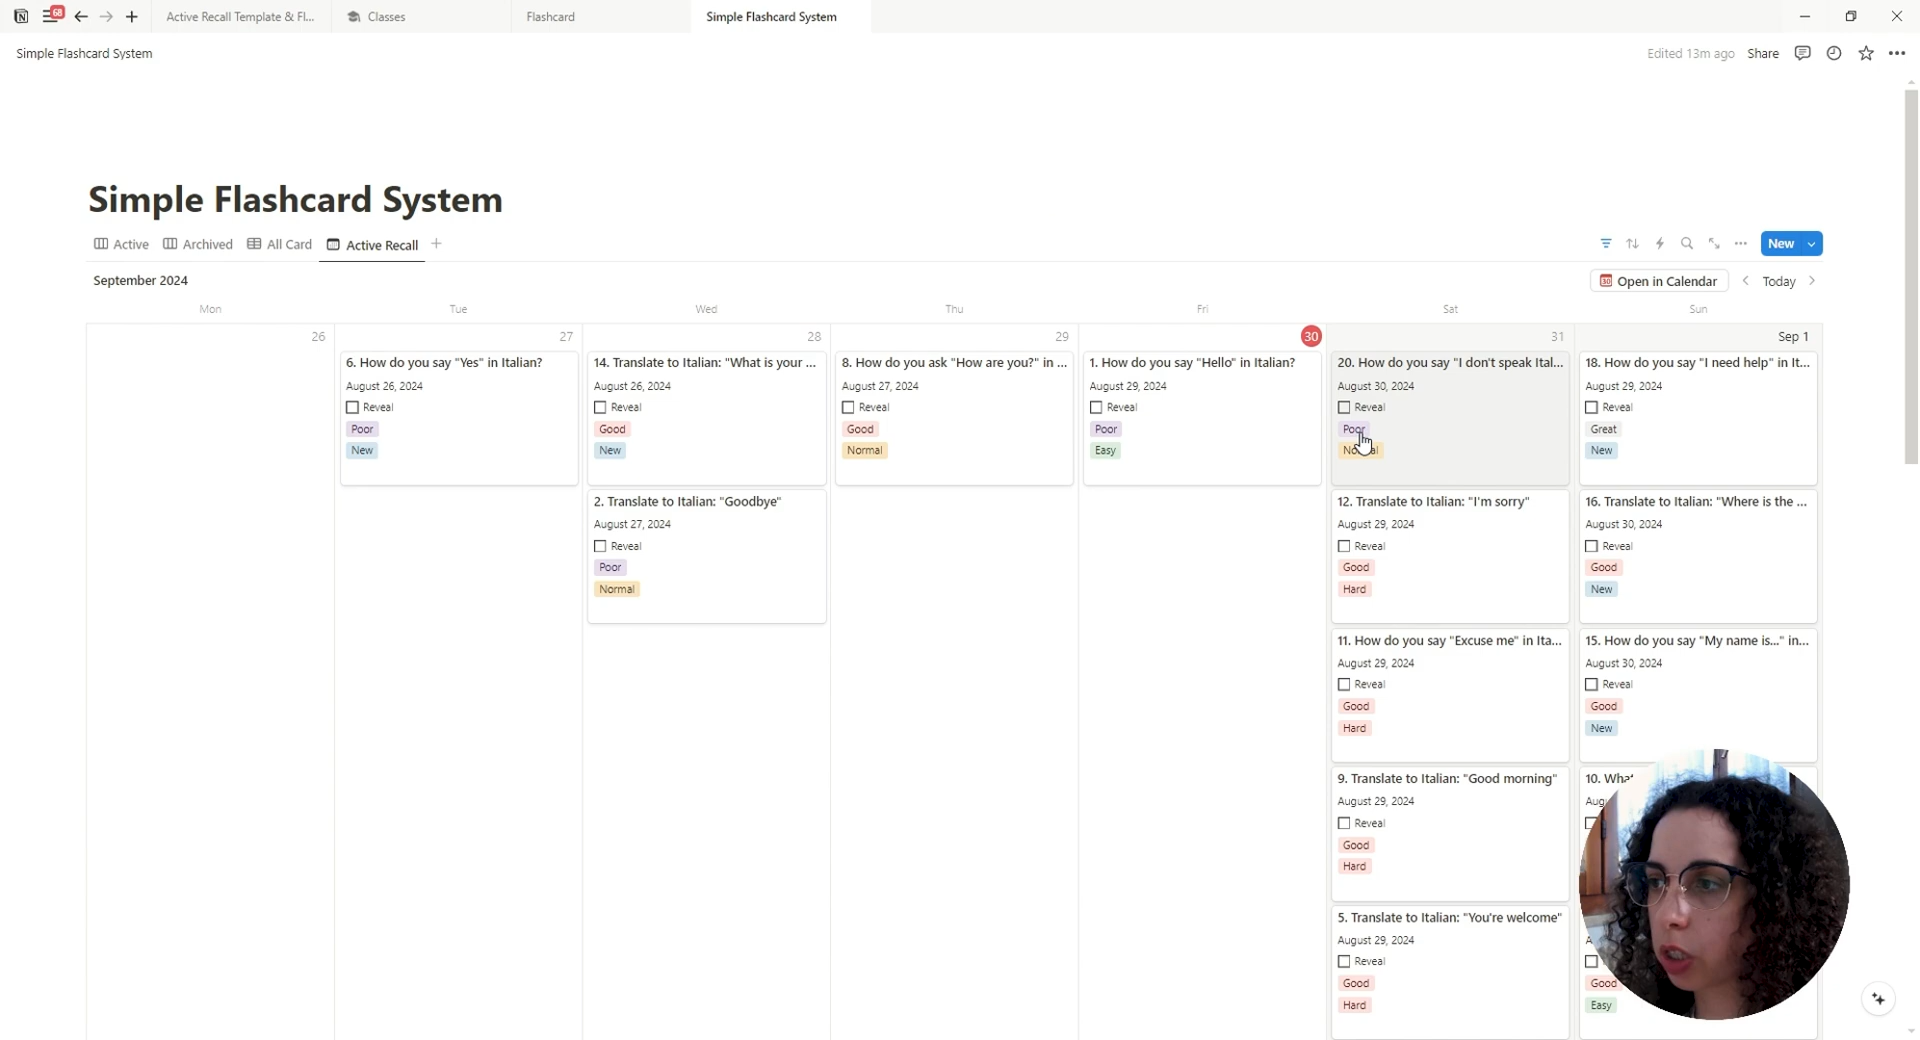 68
Active Recall Template & Fl...
Classes
Flashcard
Simple Flashcard System
Simple Flashcard System
Edited 13m ago
Share
Simple Flashcard System
Active
Archived
All Card
Active Recall
New
September 2024
30
Open in Calendar
Today
Mon
Tue
Wed
Thu
Fri
Sat
Sun
26
27
6. How do you say "Yes" in Italian?
August 26, 2024
Reveal
Poor
New
28
14. Translate to Italian: "What is your ...
August 26, 2024
Reveal
Good
New
2. Translate to Italian: "Goodbye"
August 27, 2024
Reveal
Poor
Normal
29
8. How do you ask "How are you?" in ...
August 27, 2024
Reveal
Good
Normal
30
1. How do you say "Hello" in Italian?
August 29, 2024
Reveal
Poor
Easy
31
20. How do you say "I don't speak Ital...
August 30, 2024
Reveal
Poor
12. Translate to Italian: "I'm sorry"
August 29, 2024
Reveal
Good
Hard
11. How do you say "Excuse me" in Ita...
August 29, 2024
Reveal
Good
Hard
9. Translate to Italian: "Good morning"
August 29, 2024
Reveal
Good
Hard
5. Translate to Italian: "You're welcome"
August 29, 2024
Reveal
Good
Hard
Sep 1
18. How do you say "I need help" in It...
August 29, 2024
Reveal
Great
New
16. Translate to Italian: "Where is the ...
August 30, 2024
Reveal
Good
New
15. How do you say "My name is..." in...
August 30, 2024
Reveal
Good
New
10. What
Good
Easy